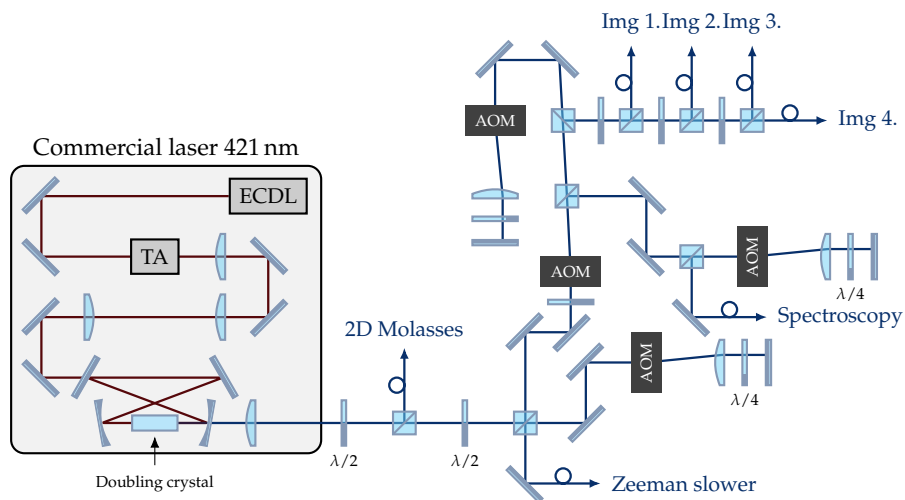 Img 1. Img 2. Img 3.
AOM
Img 4.
Commercial laser 421 nm
ECDL
TA
AOM
AOM
λ/4
2D Molasses
Spectroscopy
AOM
λ/4
λ/2
λ/2
Doubling crystal
Zeeman slower